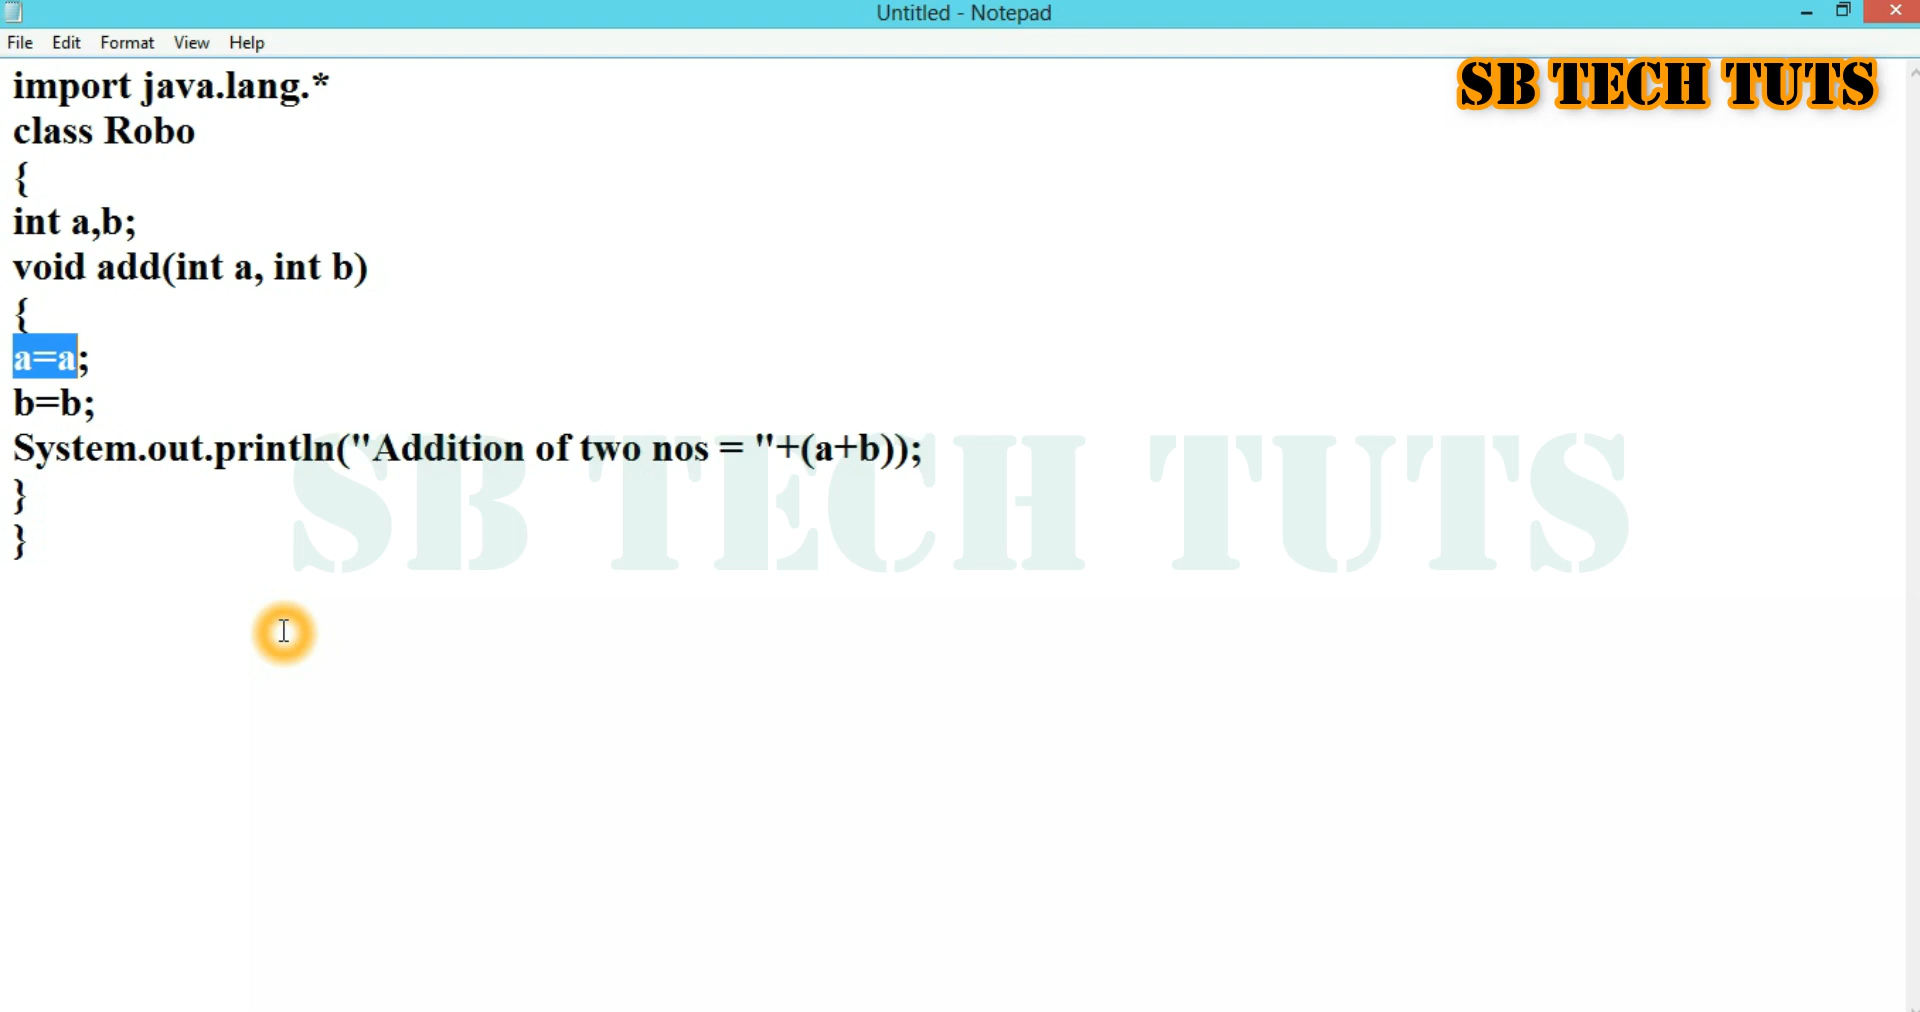 Untitled - Notepad
File Edit Format View Help
SB TECH TUTS
import java.lang.*
class Robo
{
int a,b;
void add(int a, int b)
{
a=a;
b=b;
System.out.println("Addition of two nos = "+(a+b));
}
}
SB TECH TUTS